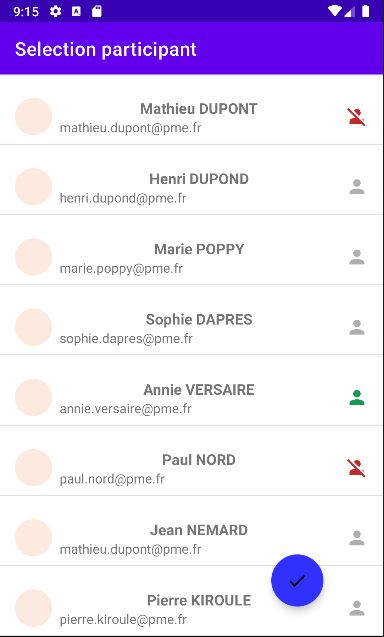 9:15
Selection participant
Mathieu DUPONT
mathieu.dupont@pme.fr
Henri DUPOND
henri.dupond@pme.fr
Marie POPPY
marie.poppy@pme.fr
Sophie DAPRES
sophie.dapres@pme.fr
Annie VERSAIRE
annie.versaire@pme.fr
Paul NORD
paul.nord@pme.fr
Jean NEMARD
mathieu.dupont@pme.fr
Pierre KIROULE
pierre.kiroule@pme.fr